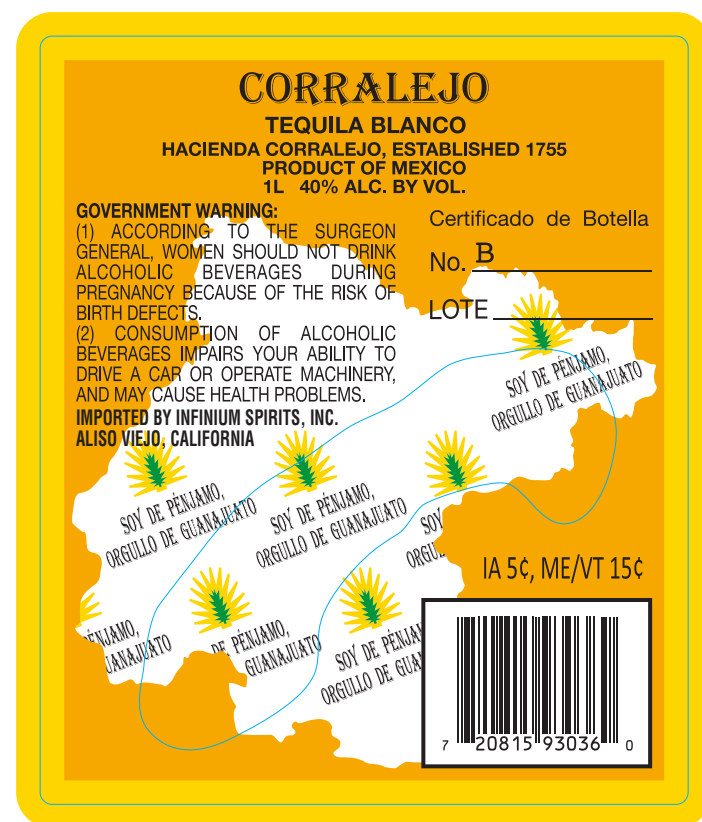 CORRALEJO
TEQUILA BLANCO
HACIENDA CORRALEJO, ESTABLISHED 1755
PRODUCT OF MEXICO
1L 40% ALC. BY VOL.
GOVERNMENT WARNING:
(1) ACCORDING TO THE SURGEON
GENERAL, WOMEN SHOULD NOT DRINK
ALCOHOLIC BEVERAGES DURING
PREGNANCY BECAUSE OF THE RISK OF
BIRTH DEFECTS.
(2) CONSUMPTION OF ALCOHOLIC
BEVERAGES IMPAIRS YOUR ABILITY TO
DRIVE A CAR OR OPERATE MACHINERY,
AND MAY CAUSE HEALTH PROBLEMS.
IMPORTED BY INFINIUM SPIRITS, INC.
ALISO VIEJO, CALIFORNIA
Certificado de Botella
No. B
LOTE
SOY DE PÉNJAMO,
ORGULLO DE GUANAJUATO
SOY DE PÉNJAMO,
ORGULLO DE GUANAJUATO
SOY DE PÉNJAMO,
ORGULLO DE GUANAJUATO
SOY
ORGUL
PÉNJAMO,
UANAJUATO
DE PÉNJAMO,
GUANAJUATO
SOY DE PÉNJAM
ORGULLO DE GUA
IA 5¢, ME/VT 15¢
7 20815 93036 0